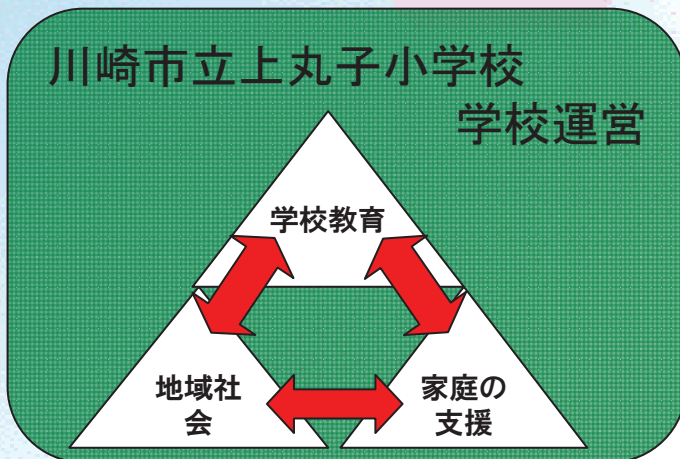 川崎市立上丸子小学校
学校運営
学校教育
地域社
会
家庭の
支援